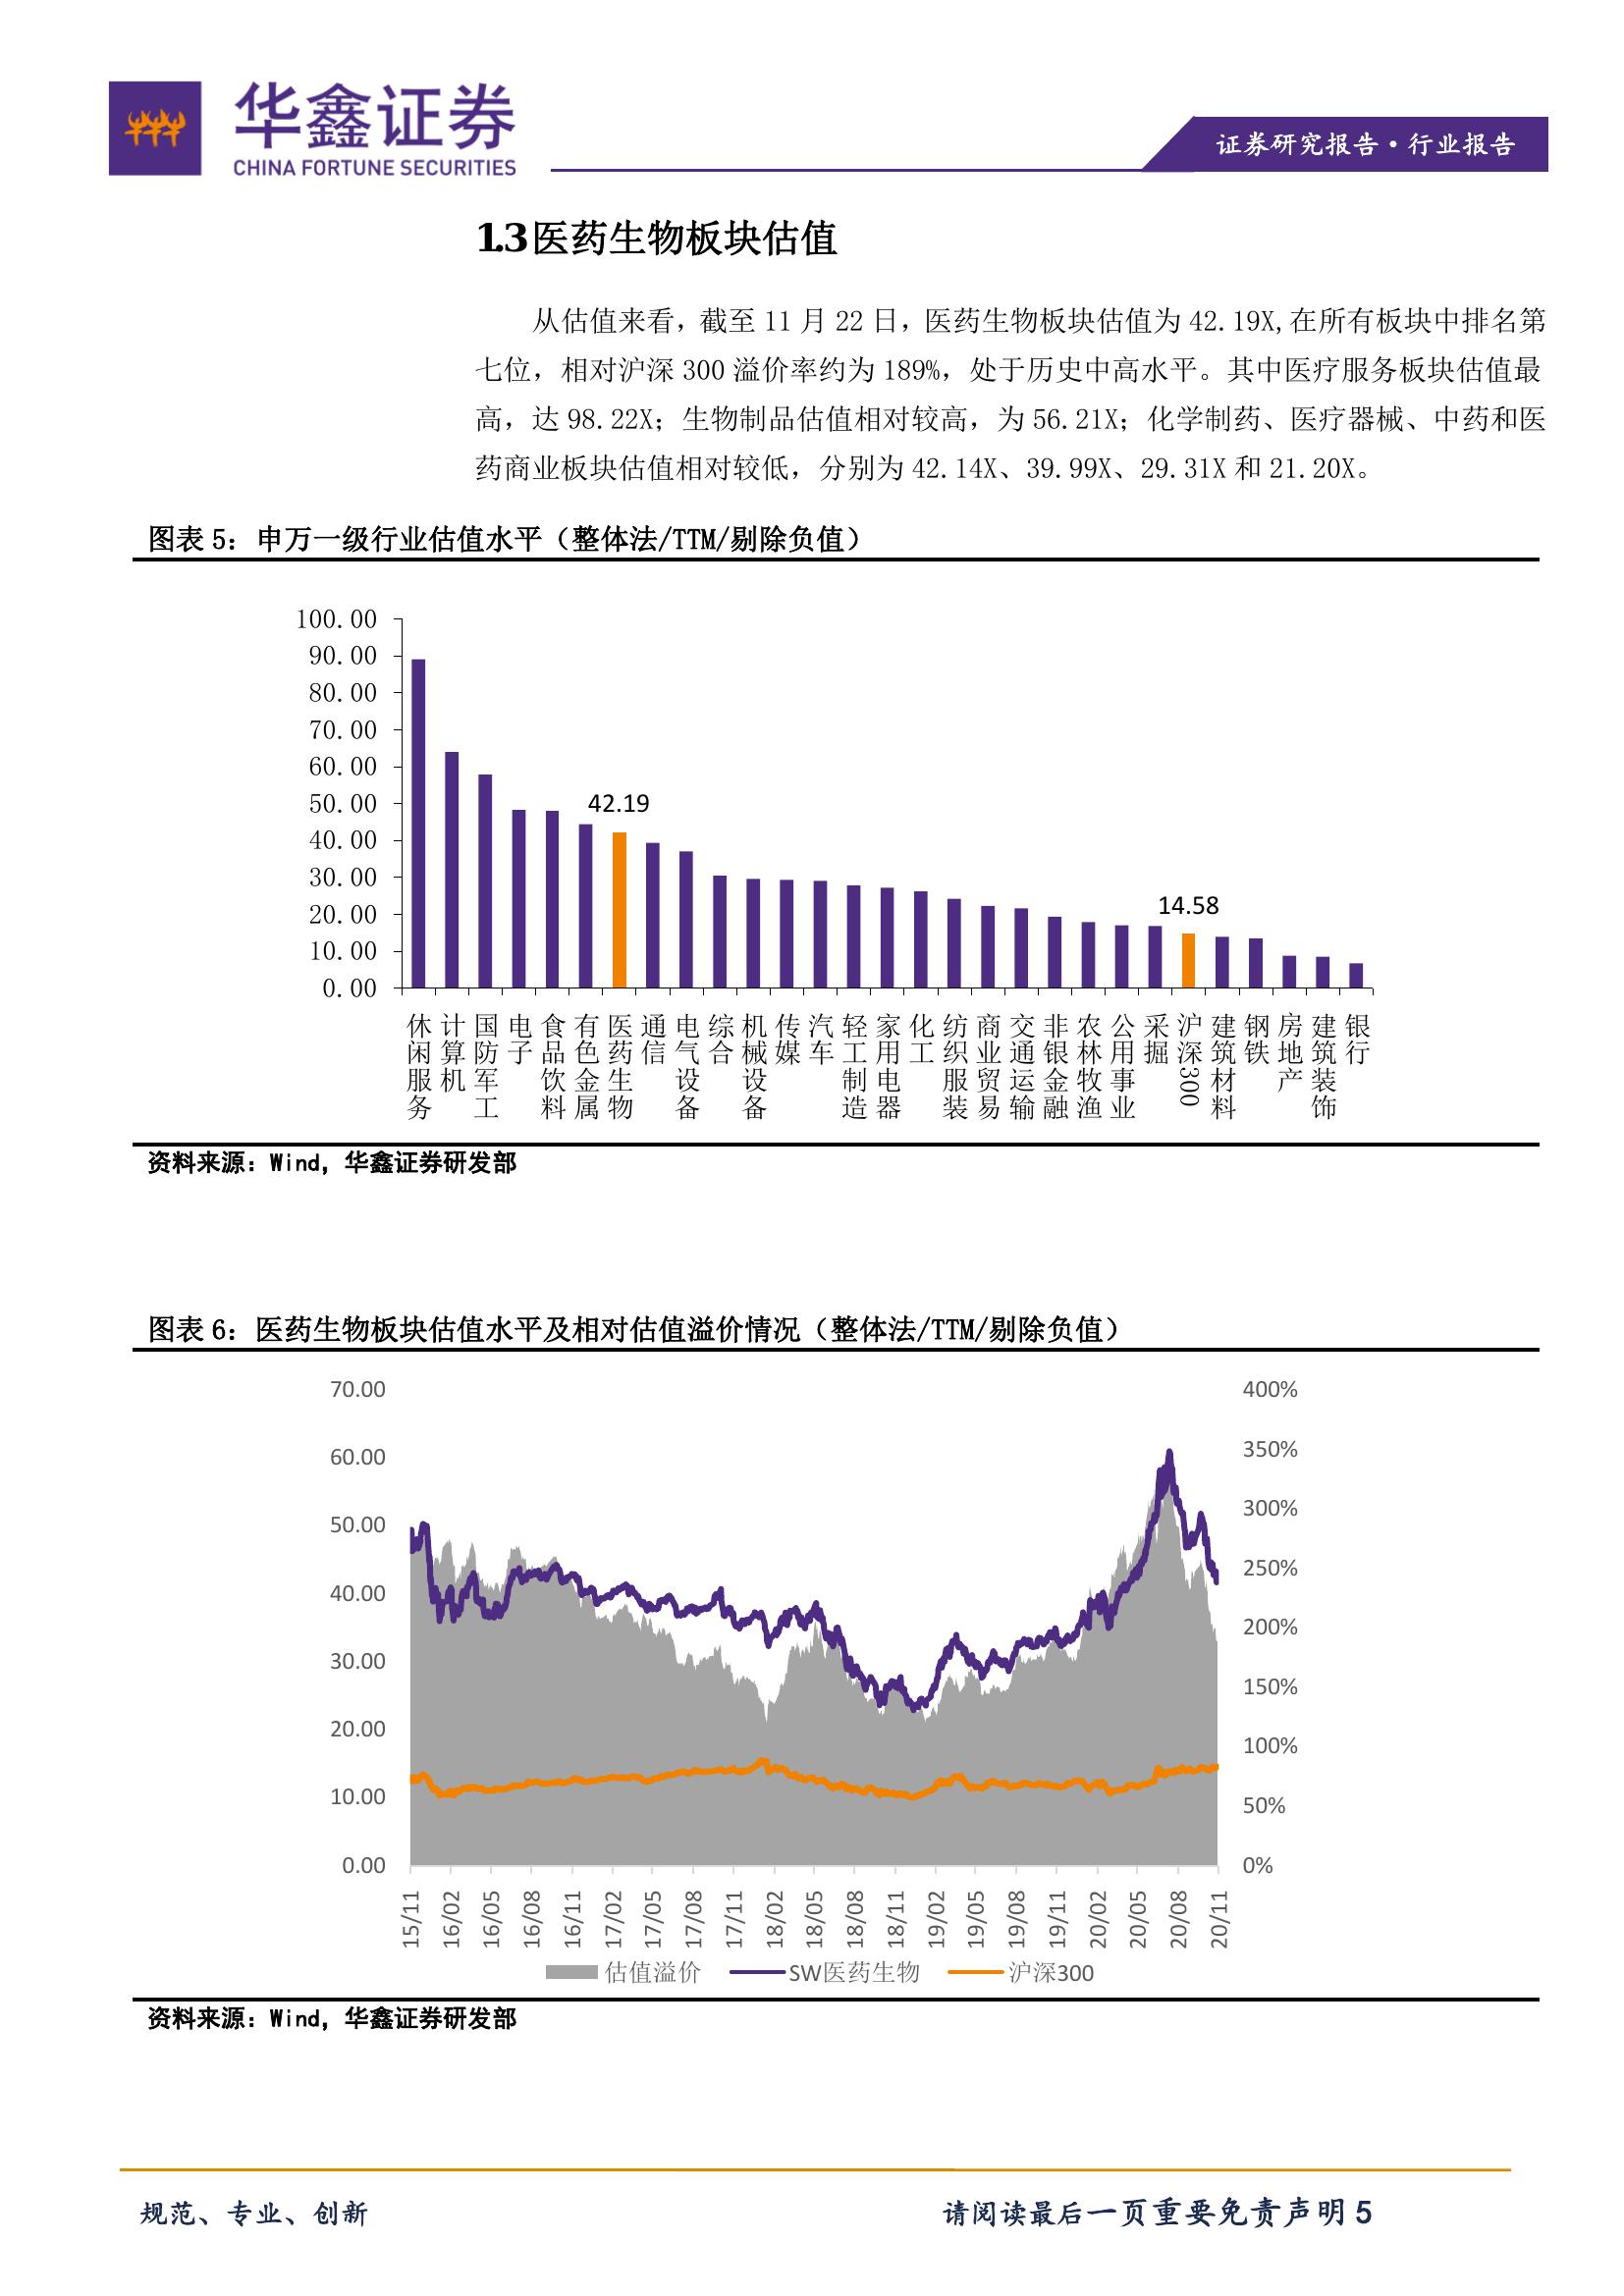 华鑫证券
CHINA FORTUNE SECURITIES
证券研究报告·行业报告
1.3 医药生物板块估值
从估值来看，截至 11 月 22 日，医药生物板块估值为 42.19X,在所有板块中排名第
七位，相对沪深 300 溢价率约为 189%，处于历史中高水平。其中医疗服务板块估值最
高，达 98.22X；生物制品估值相对较高，为 56.21X；化学制药、医疗器械、中药和医
药商业板块估值相对较低，分别为 42.14X、39.99X、29.31X 和 21.20X。
图表 5：申万一级行业估值水平（整体法/TTM/剔除负值）
100.00
90.00
80.00
70.00
60.00
50.00
40.00
30.00
20.00
10.00
0.00
42.19
14.58
休闲服务
计算机
国防军工
电子
食品饮料
有色金属
医药生物
通信
电气设备
综合
机械设备
传媒
汽车
轻工制造
家用电器
化工
纺织服装
商业贸易
交通运输
非银金融
农林牧渔
公用事业
采掘
沪深300
建筑材料
钢铁
房地产
建筑装饰
银行
资料来源：Wind，华鑫证券研发部
图表 6：医药生物板块估值水平及相对估值溢价情况（整体法/TTM/剔除负值）
70.00
60.00
50.00
40.00
30.00
20.00
10.00
0.00
400%
350%
300%
250%
200%
150%
100%
50%
0%
15/11
16/02
16/05
16/08
16/11
17/02
17/05
17/08
17/11
18/02
18/05
18/08
18/11
19/02
19/05
19/08
19/11
20/02
20/05
20/08
20/11
估值溢价
SW医药生物
沪深300
资料来源：Wind，华鑫证券研发部
规范、专业、创新
请阅读最后一页重要免责声明 5